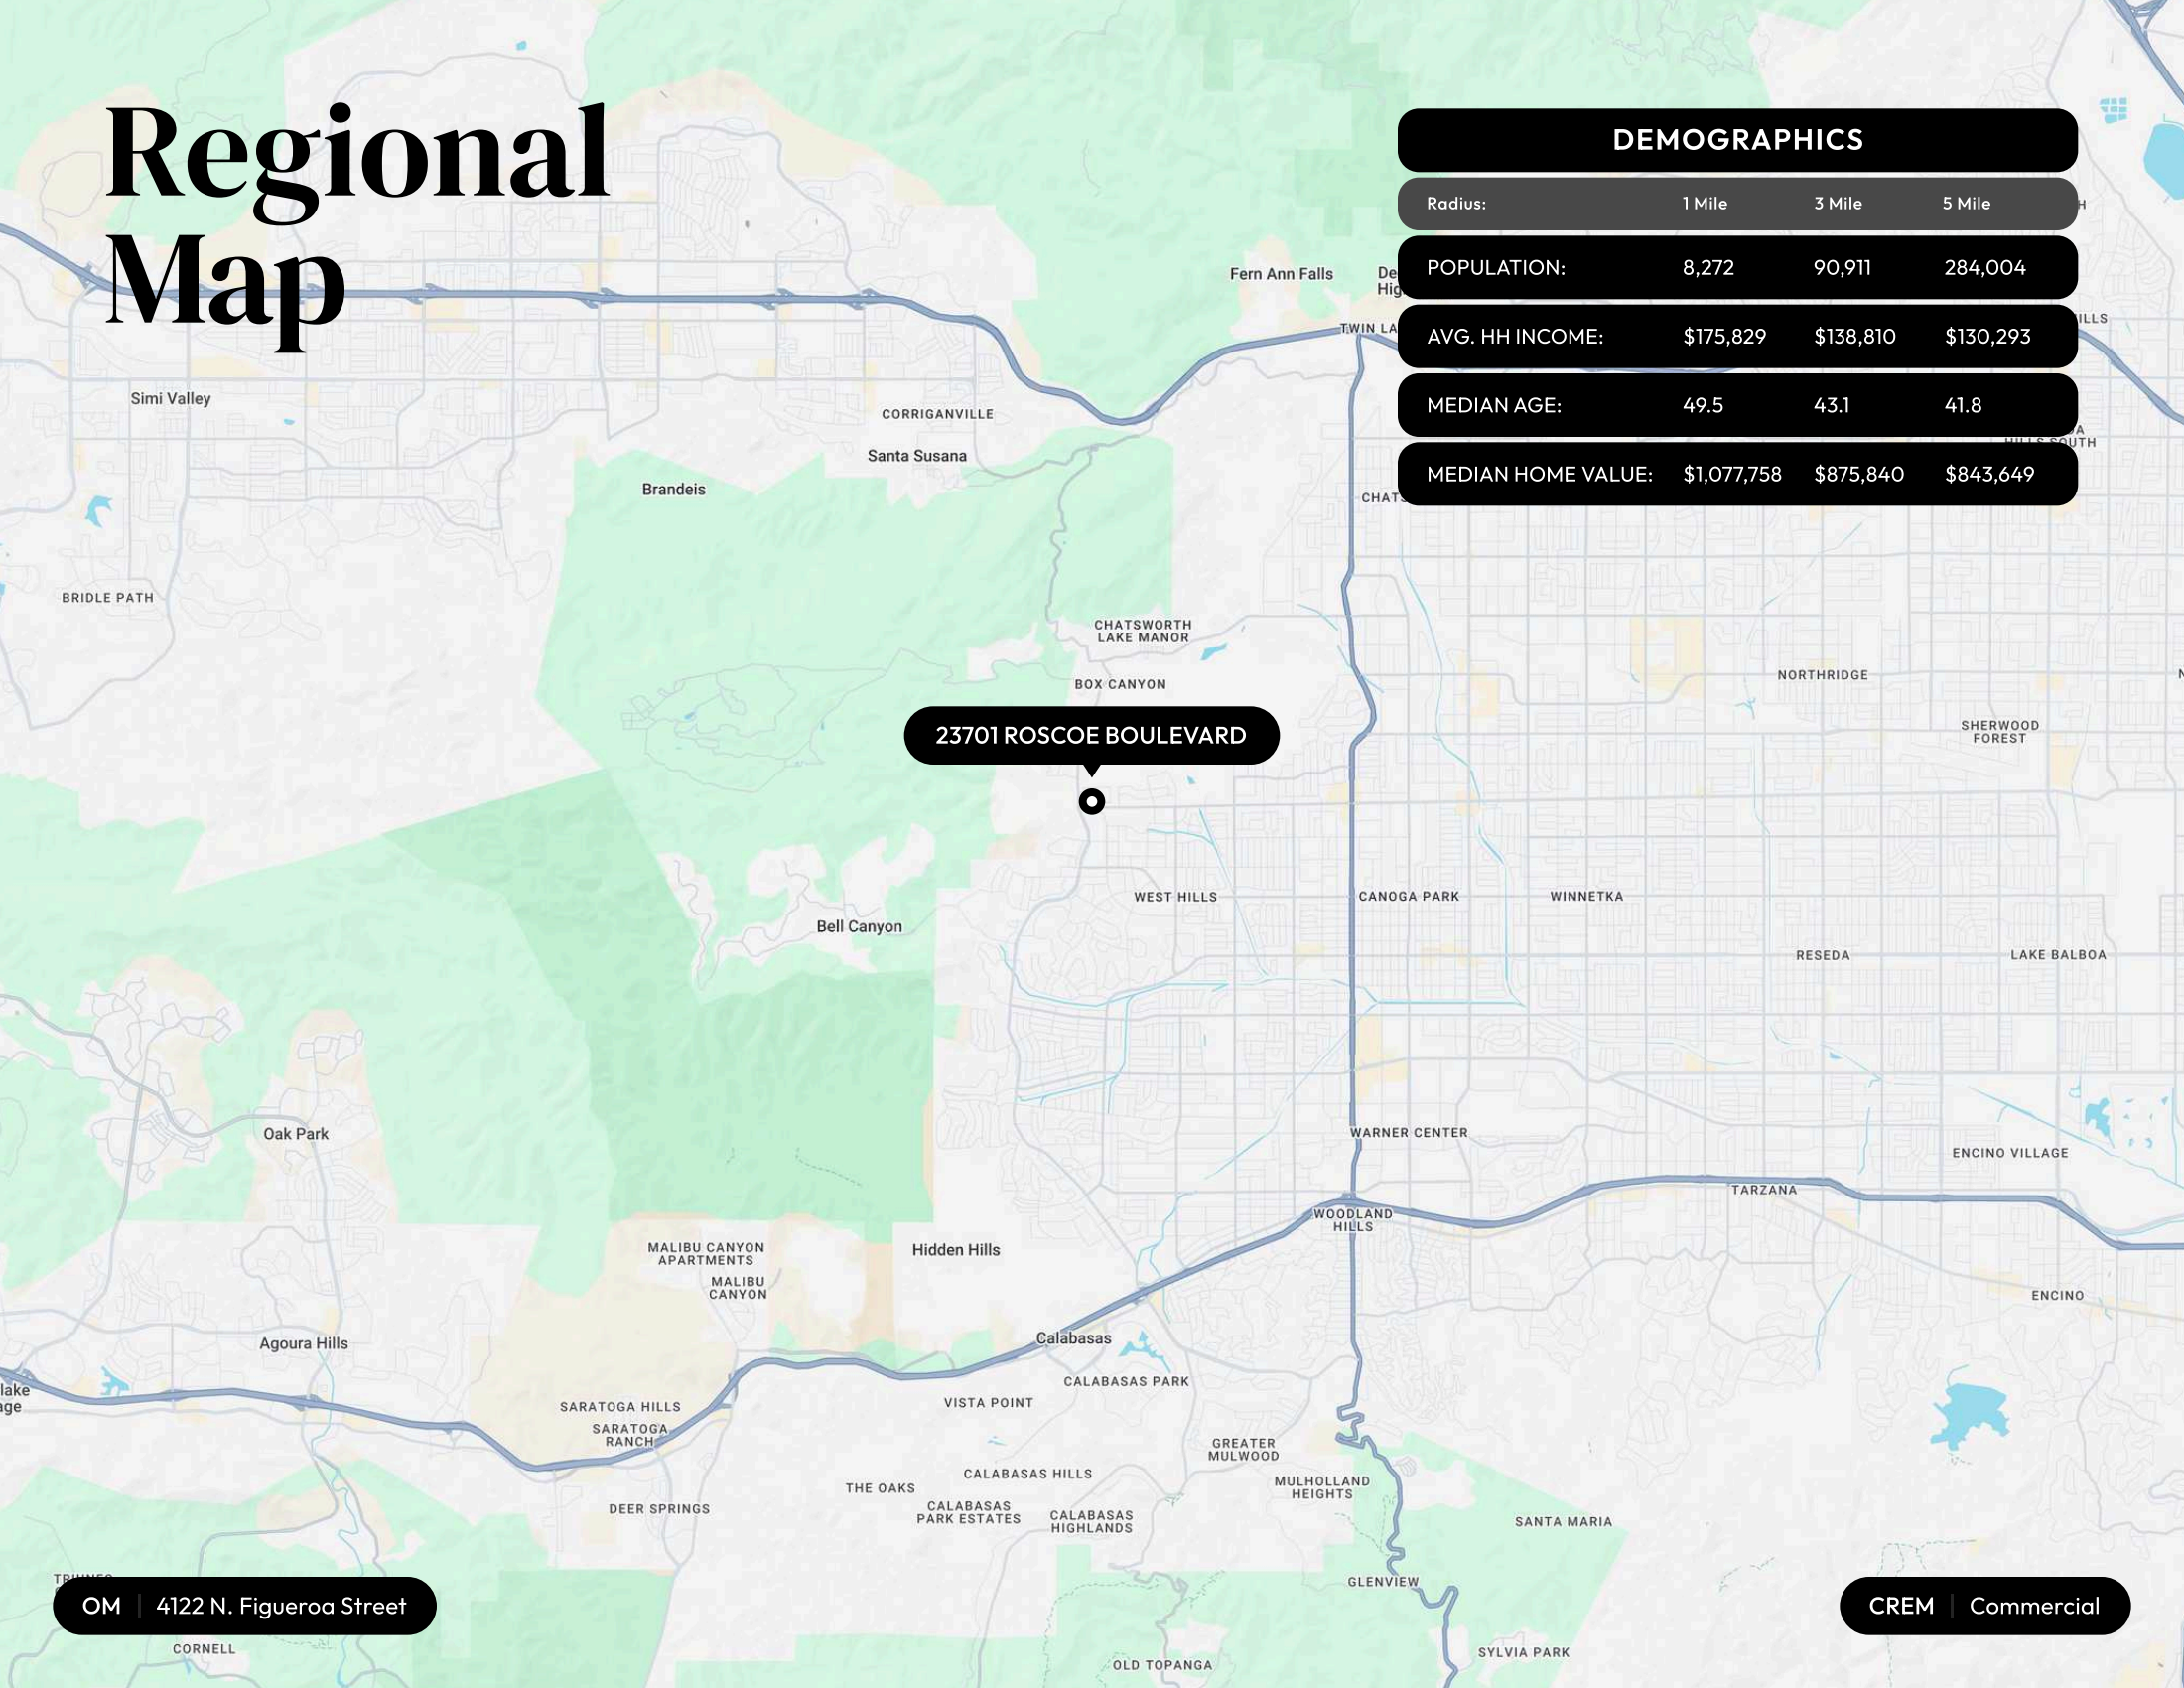 Regional
Map
DEMOGRAPHICS
Radius: 1 Mile 3 Mile 5 Mile
POPULATION: 8,272 90,911 284,004
AVG. HH INCOME: $175,829 $138,810 $130,293
MEDIAN AGE: 49.5 43.1 41.8
MEDIAN HOME VALUE: $1,077,758 $875,840 $843,649
Fern Ann Falls
TWIN
Simi Valley
CORRIGANVILLE
Santa Susana
Brandeis
HILLS SOUTH
BRIDLE PATH
CHATSWORTH
LAKE MANOR
BOX CANYON
NORTHRIDGE
SHERWOOD
FOREST
23701 ROSCOE BOULEVARD
WEST HILLS
CANOGA PARK
WINNETKA
Bell Canyon
RESEDA
LAKE BALBOA
Oak Park
WARNER CENTER
ENCINO VILLAGE
TARZANA
WOODLAND
HILLS
MALIBU CANYON
APARTMENTS
Hidden Hills
MALIBU
CANYON
ENCINO
Agoura Hills
Calabasas
CALABASAS PARK
VISTA POINT
SARATOGA HILLS
SARATOGA
RANCH
GREATER
MULWOOD
CALABASAS HILLS
THE OAKS
MULHOLLAND
HEIGHTS
DEER SPRINGS
CALABASAS
PARK ESTATES
CALABASAS
HIGHLANDS
SANTA MARIA
GLENVIEW
OM | 4122 N. Figueroa Street
CREM | Commercial
CORNELL
SYLVIA PARK
OLD TOPANGA